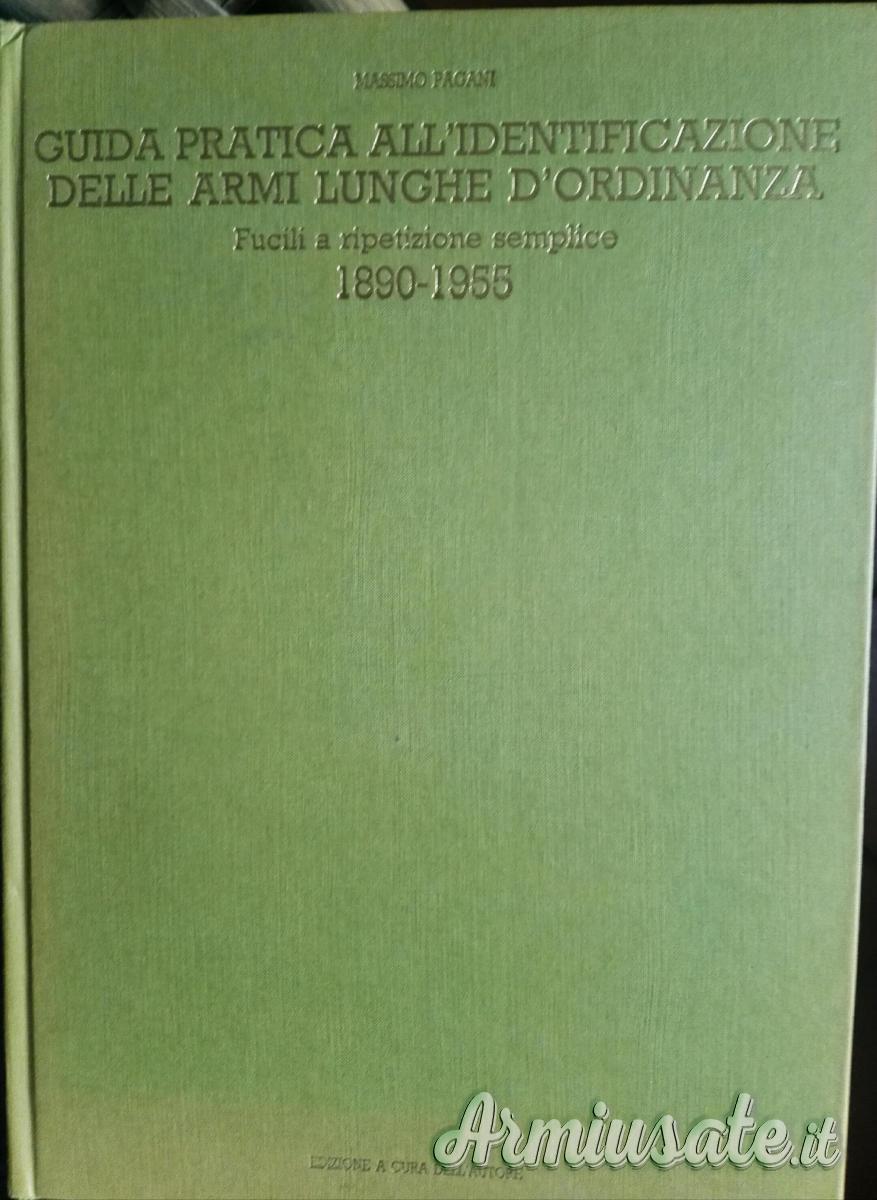 MASSIMO PAGANI
GUIDA PRATICA ALL'IDENTIFICAZIONE
DELLE ARMI LUNGHE D'ORDINANZA
Fucili a ripetizione semplice
1890-1955
Armiusate.it
EDIZIONE A CURA DELL'AUTORE